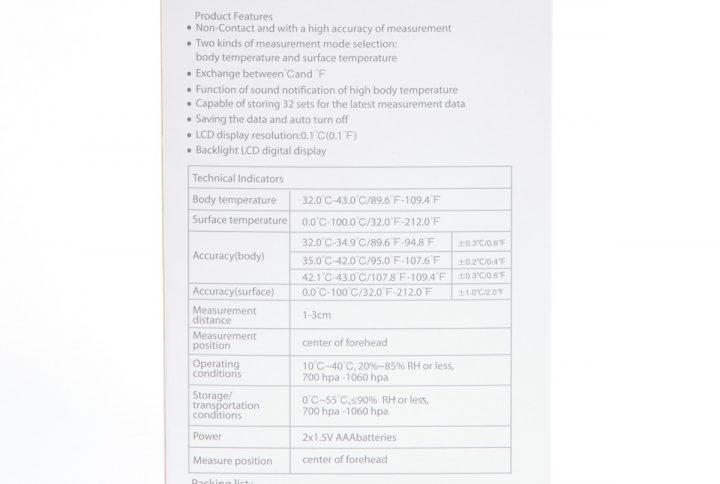 Product Features
• Non-Contact and with a high accuracy of measurement
• Two kinds of measurement mode selection:
body temperature and surface temperature
• Exchange between℃and ℉
• Function of sound notification of high body temperature
• Capable of storing 32 sets for the latest measurement data
• Saving the data and auto turn off
• LCD display resolution:0.1℃(0.1℉)
• Backlight LCD digital display
Technical Indicators
Body temperature 32.0℃-43.0℃/89.6℉-109.4℉
Surface temperature 0.0℃-100.0℃/32.0℉-212.0℉
Accuracy(body)
32.0℃-34.9℃/89.6℉-94.8℉ ±0.3℃/0.6℉
35.0℃-42.0℃/95.0℉-107.6℉ ±0.2℃/0.4℉
42.1℃-43.0℃/107.8℉-109.4℉ ±0.3℃/0.6℉
Accuracy(surface) 0.0℃-100℃/32.0℉-212.0℉ ±1.0℃/2.0℉
Measurement
distance
1-3cm
Measurement
position
center of forehead
Operating
conditions
10℃~40℃, 20%~85% RH or less,
700 hpa -1060 hpa
Storage/
transportation
conditions
0℃~55℃,≤90% RH or less,
700 hpa -1060 hpa
Power 2x1.5V AAAbatteries
Measure position center of forehead
Packing list: